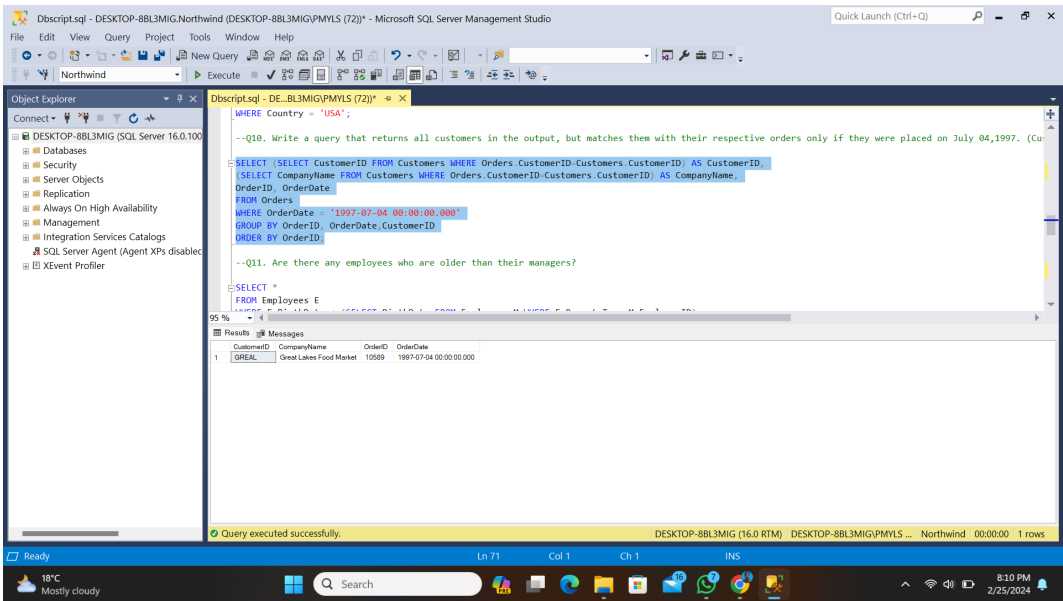 Dbscript.sql - DESKTOP-8BL3MIG.Northwind (DESKTOP-8BL3MIG\PMYLS (72))* - Microsoft SQL Server Management Studio
Quick Launch (Ctrl+Q)
File Edit View Query Project Tools Window Help
New Query
Northwind
Execute
Object Explorer
Dbscript.sql - DE...BL3MIG\PMYLS (72))*
Connect
DESKTOP-8BL3MIG (SQL Server 16.0.100
Databases
Security
Server Objects
Replication
Always On High Availability
Management
Integration Services Catalogs
SQL Server Agent (Agent XPs disablec
XEvent Profiler
WHERE Country = 'USA';
--Q10. Write a query that returns all customers in the output, but matches them with their respective orders only if they were placed on July 04,1997. (Cu
SELECT (SELECT CustomerID FROM Customers WHERE Orders.CustomerID=Customers.CustomerID) AS CustomerID,
(SELECT CompanyName FROM Customers WHERE Orders.CustomerID=Customers.CustomerID) AS CompanyName,
OrderID, OrderDate
FROM Orders
WHERE OrderDate = '1997-07-04 00:00:00.000'
GROUP BY OrderID, OrderDate,CustomerID
ORDER BY OrderID;
--Q11. Are there any employees who are older than their managers?
SELECT *
FROM Employees E
95 %
Results Messages
CustomerID CompanyName OrderID OrderDate
1 GREAL Great Lakes Food Market 10589 1997-07-04 00:00:00.000
Query executed successfully.
DESKTOP-8BL3MIG (16.0 RTM) DESKTOP-8BL3MIG\PMYLS ... Northwind 00:00:00 1 rows
Ready Ln 71 Col 1 Ch 1 INS
18°C
Mostly cloudy
Search
PRE
16
7
8:10 PM
2/25/2024